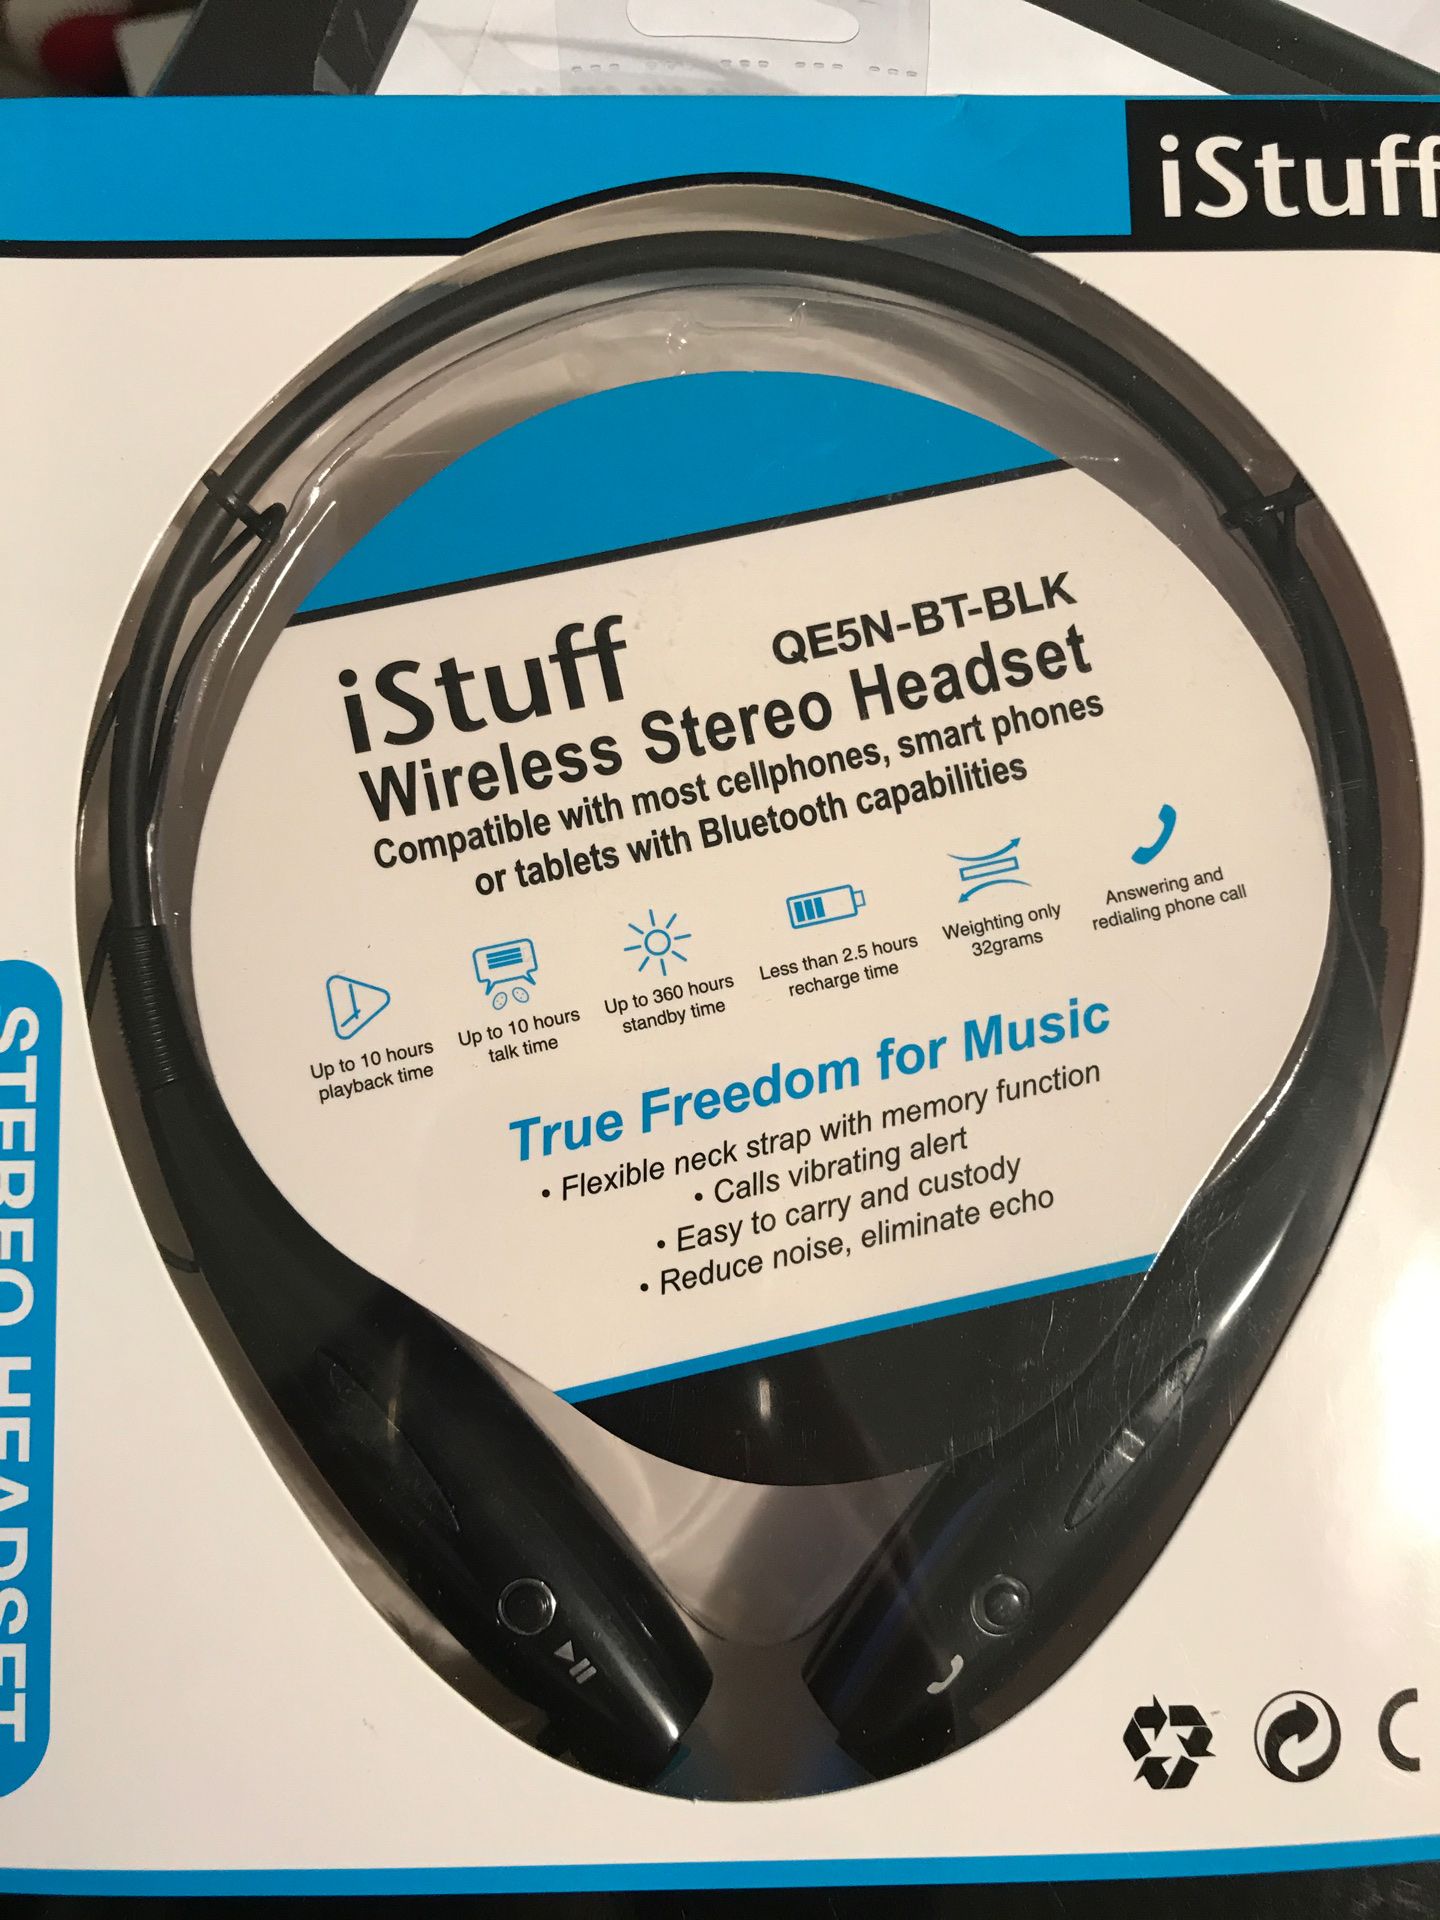 iStuff
iStuff
QE5N-BT-BLK
Wireless Stereo Headset
Compatible with most cellphones, smart phones
or tablets with Bluetooth capabilities
Up to 10 hours
playback time
Up to 10 hours
talk time
Up to 360 hours
standby time
Less than 2.5 hours
recharge time
Weighting only
32grams
Answering and
redialing phone call
True Freedom for Music
• Flexible neck strap with memory function
• Calls vibrating alert
• Easy to carry and custody
• Reduce noise, eliminate echo
STEREO HEADSET